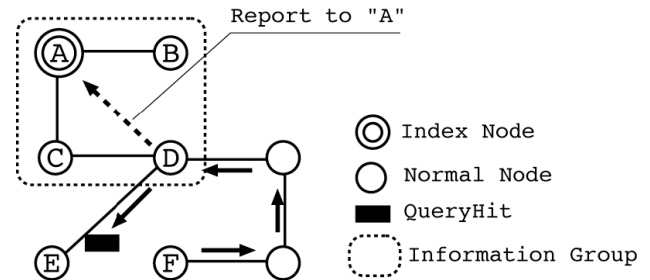 Report to "A"
A
B
C
D
E
F
Index Node
Normal Node
QueryHit
Information Group